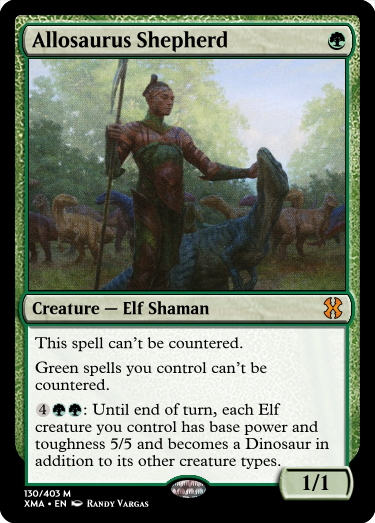 Allosaurus Shepherd
Creature — Elf Shaman
This spell can't be countered.
Green spells you control can't be
countered.
4: Until end of turn, each Elf
creature you control has base power and
toughness 5/5 and becomes a Dinosaur in
addition to its other creature types.
1/1
130/403 M
XMA • EN Randy Vargas